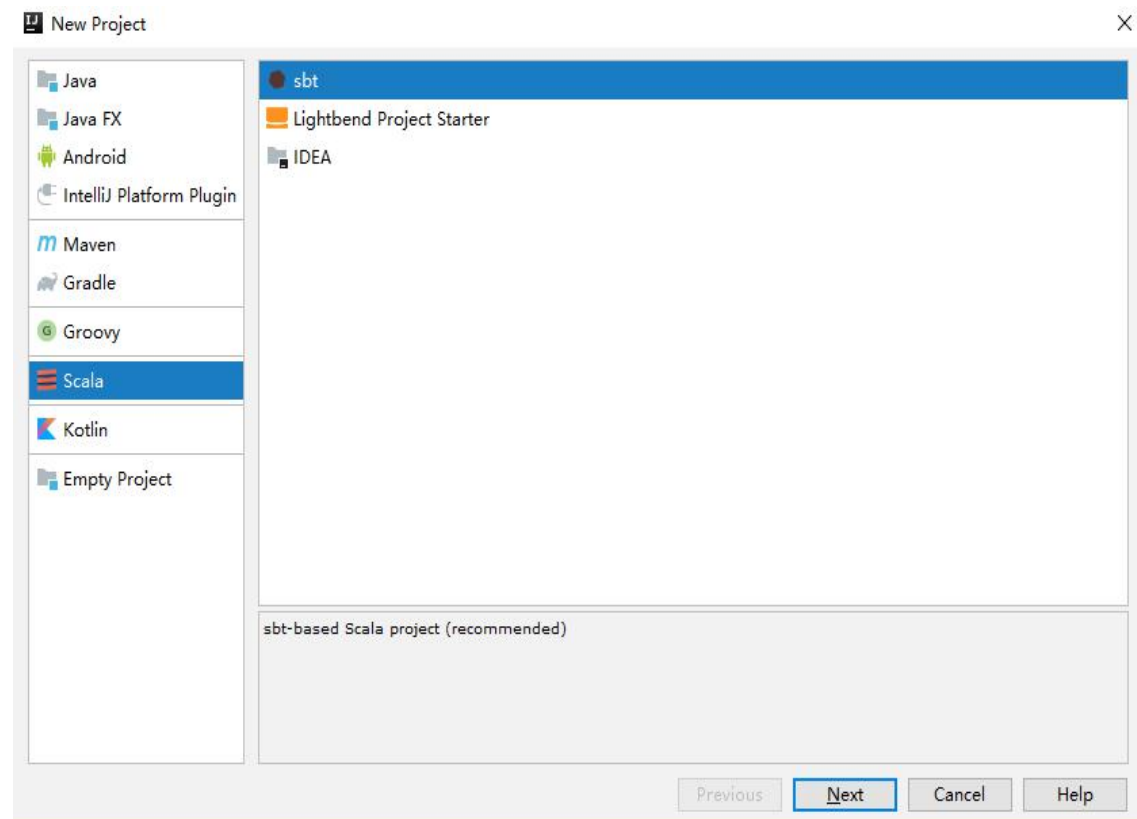 New Project
Java
Java FX
Android
IntelliJ Platform Plugin
Maven
Gradle
Groovy
Scala
Kotlin
Empty Project
sbt
Lightbend Project Starter
IDEA
sbt-based Scala project (recommended)
Previous
Next
Cancel
Help